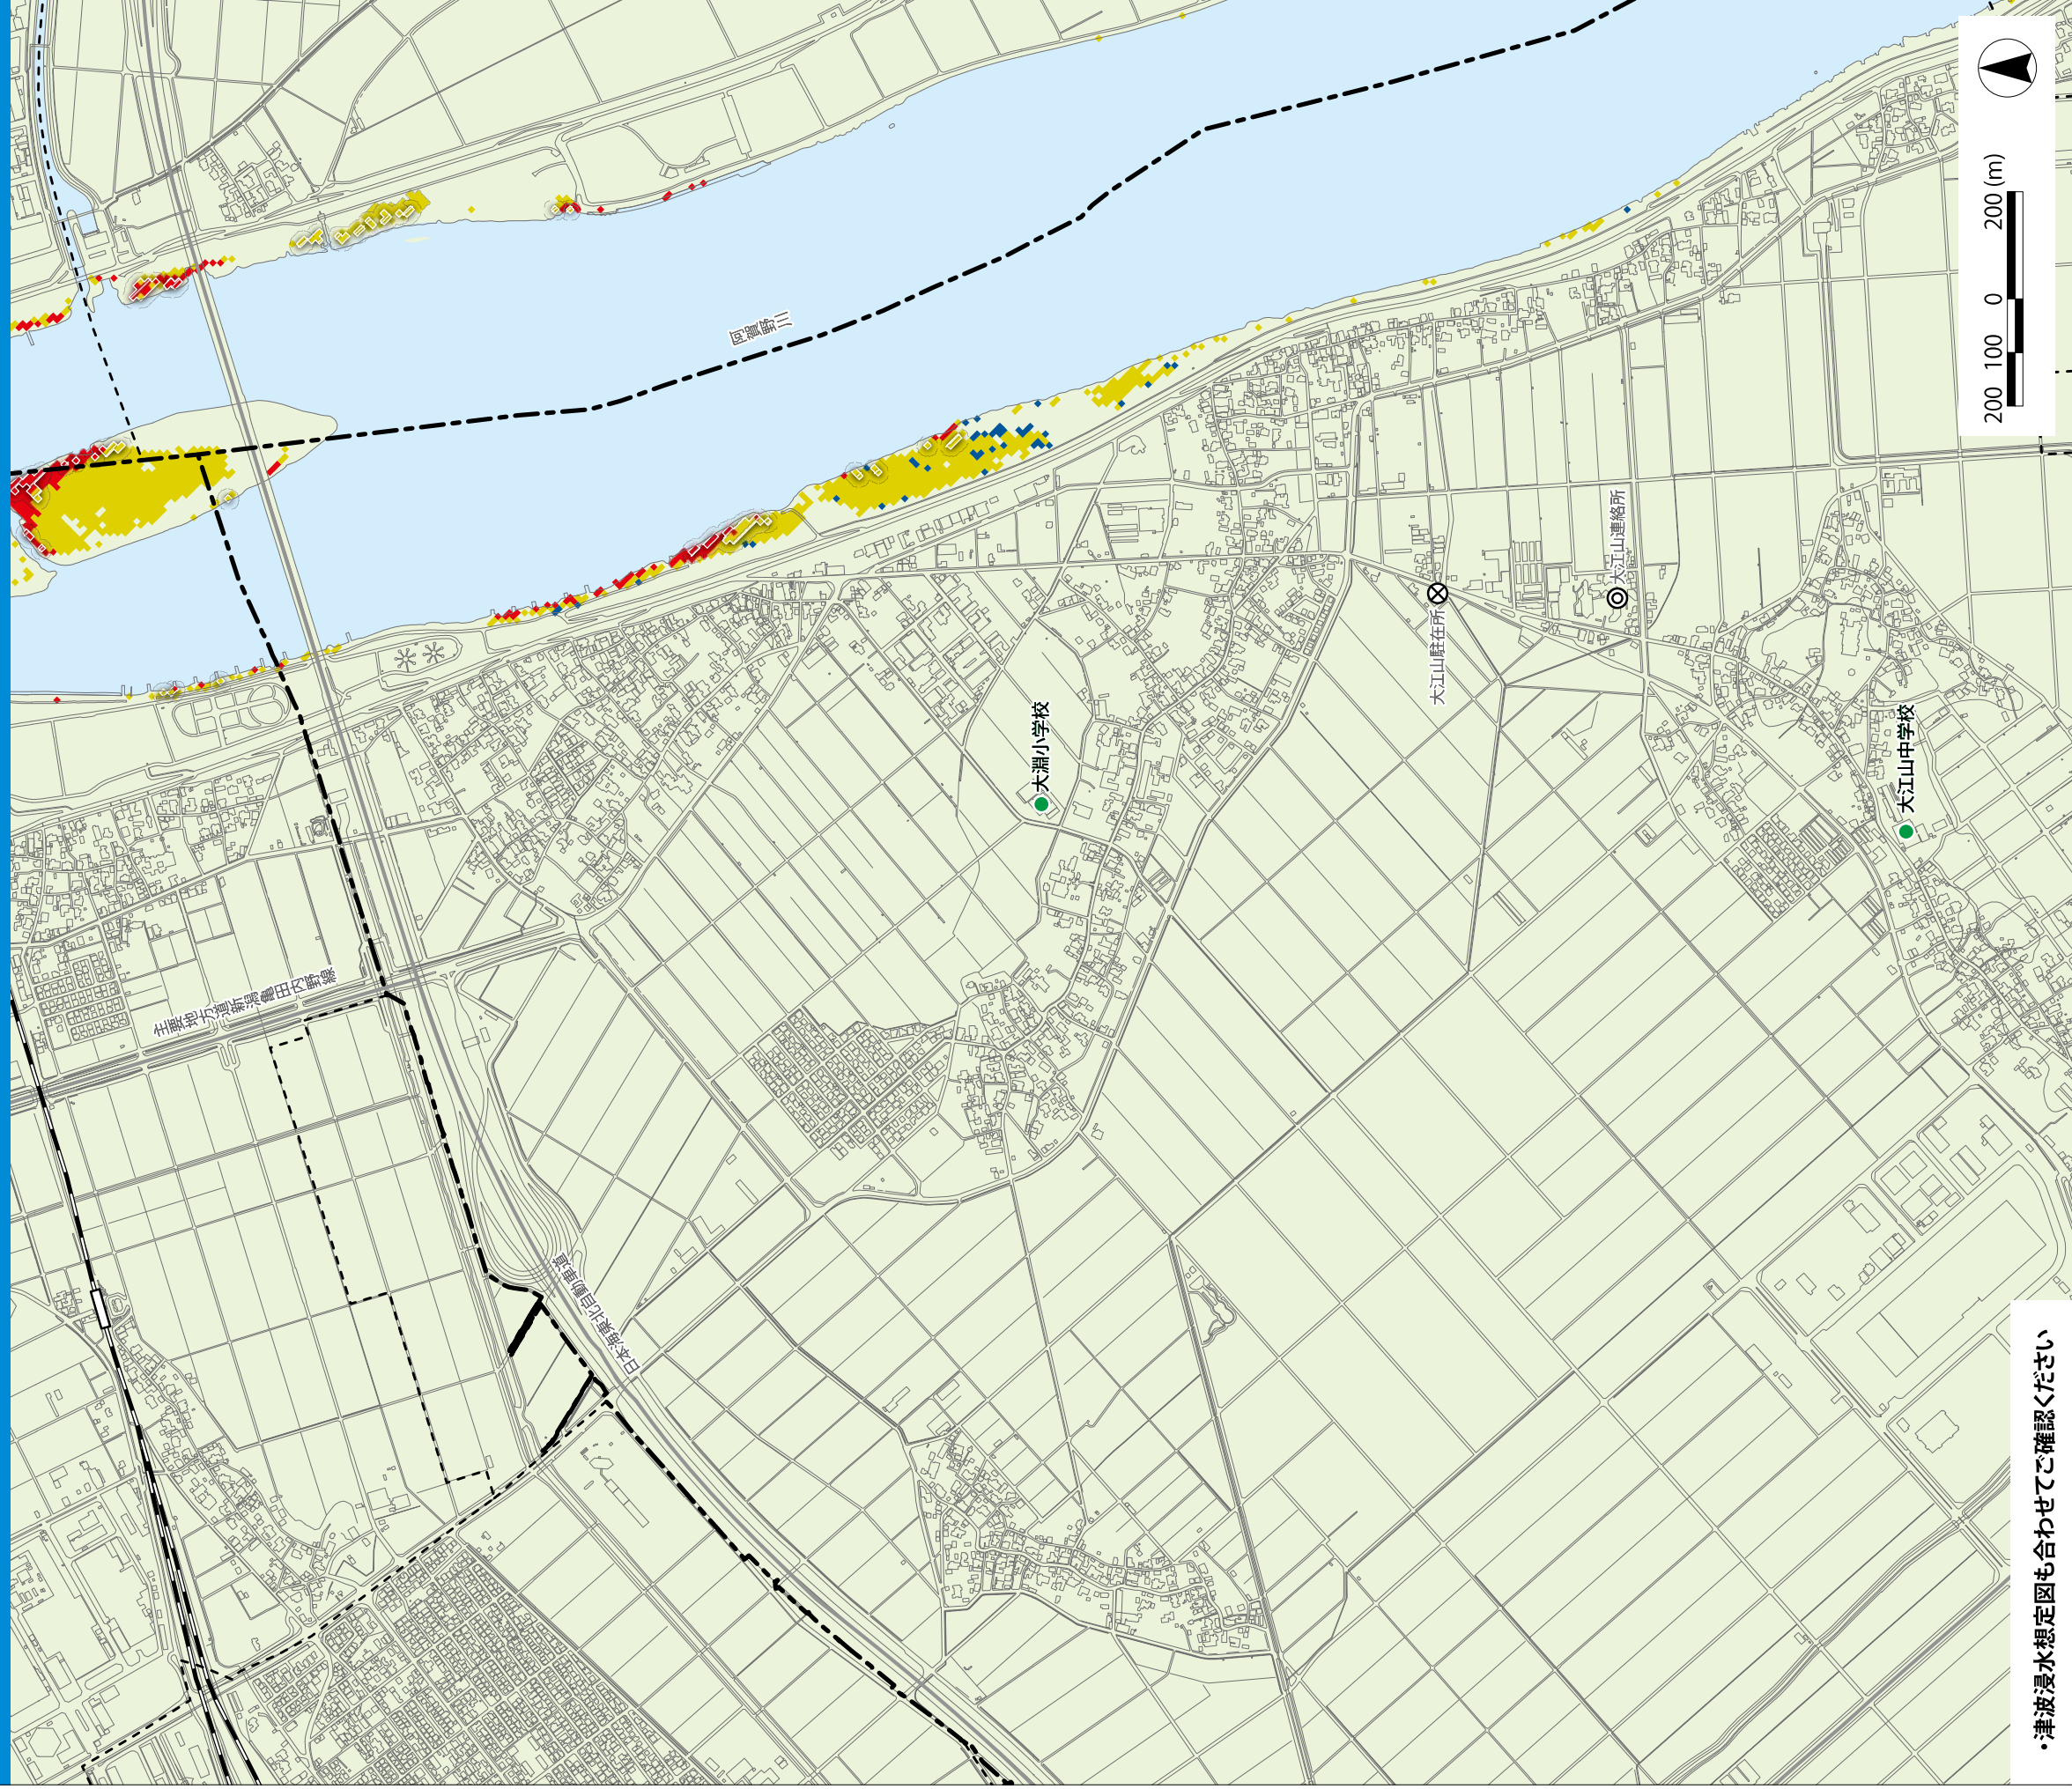 阿賀野川
主要地方道新潟亀田内野線
日本海東北自動車道
大淵小学校
大江山駐在所
大江山連絡所
大江山中学校
200 100 0 200 (m)
・津波浸水想定図も合わせてご確認ください